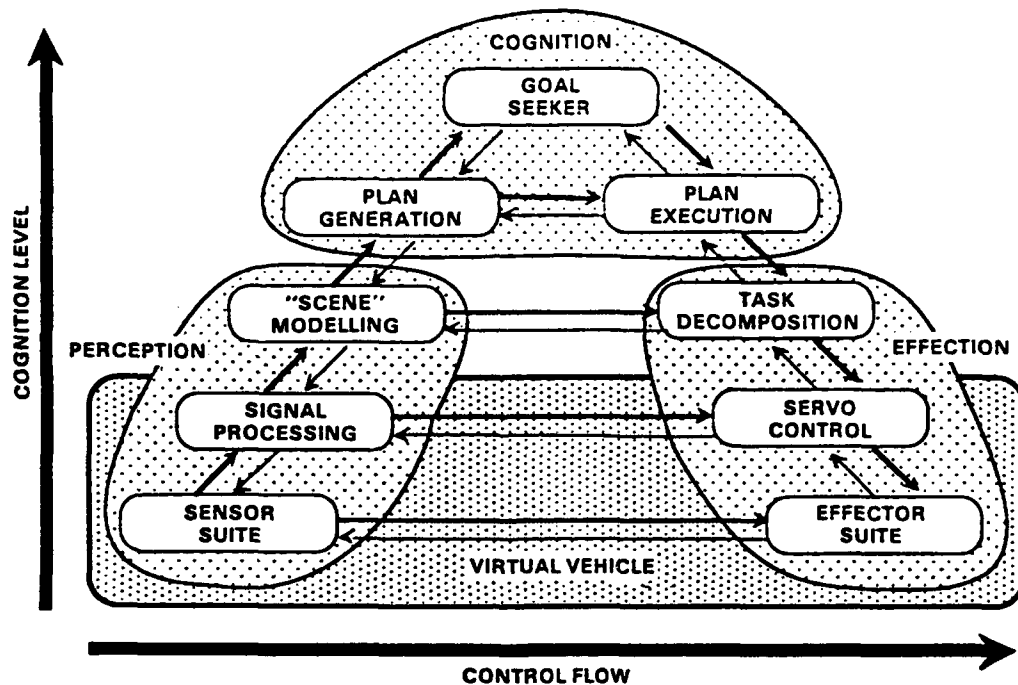 COGNITION
GOAL
SEEKER
PLAN
GENERATION
PLAN
EXECUTION
"SCENE"
MODELLING
TASK
DECOMPOSITION
PERCEPTION
EFFECTION
SIGNAL
PROCESSING
SERVO
CONTROL
SENSOR
SUITE
EFFECTOR
SUITE
VIRTUAL VEHICLE
COGNITION LEVEL
CONTROL FLOW